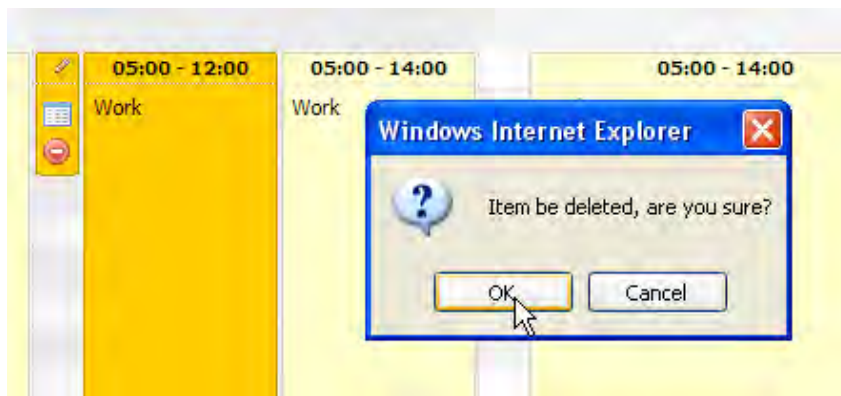 05:00 - 12:00
05:00 - 14:00
05:00 - 14:00
Work
Work
Windows Internet Explorer
Item be deleted, are you sure?
OK
Cancel